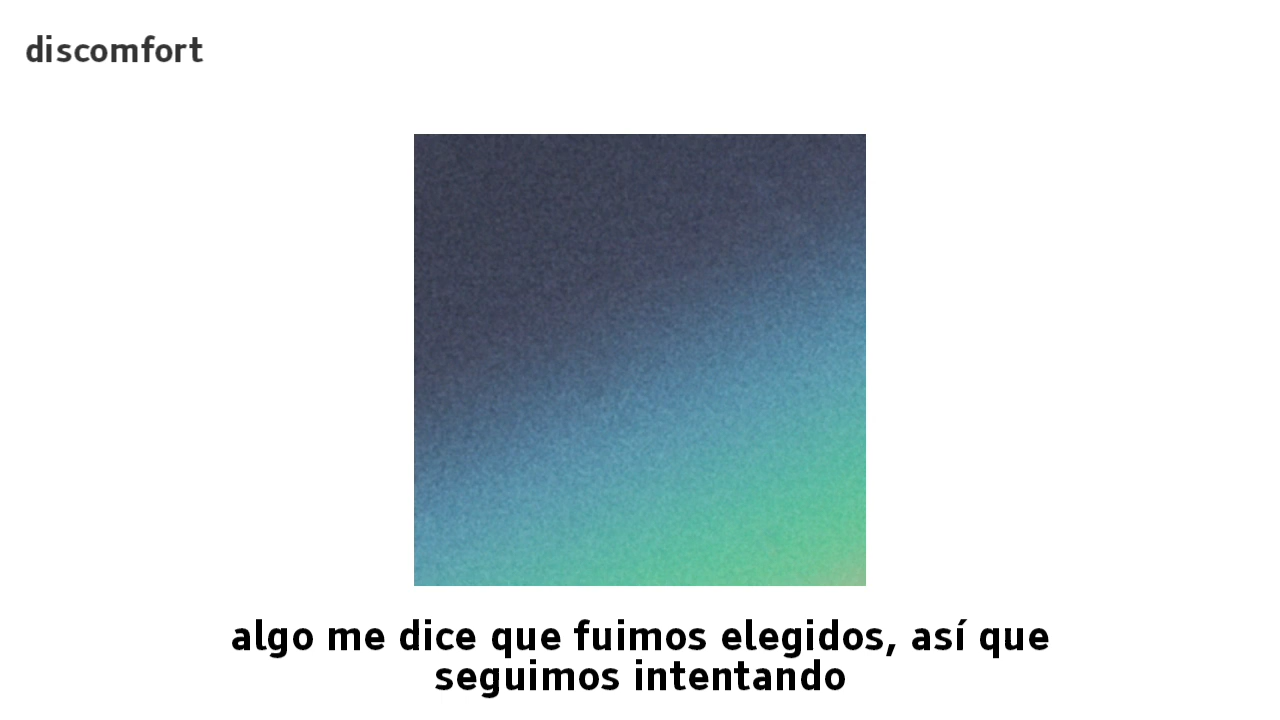 discomfort
algo me dice que fuimos elegidos, así que
seguimos intentando